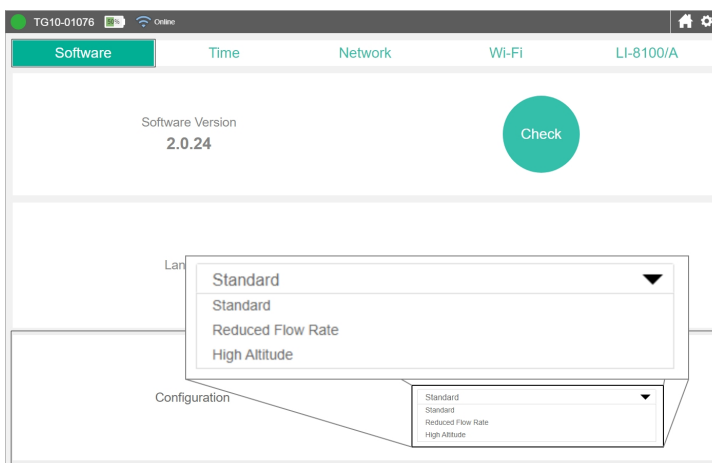 TG10-01076 59% Online
Software Time Network Wi-Fi LI-8100/A
Software Version
2.0.24
Check
Lan
Standard
Standard
Reduced Flow Rate
High Altitude
Configuration
Standard
Standard
Reduced Flow Rate
High Altitude